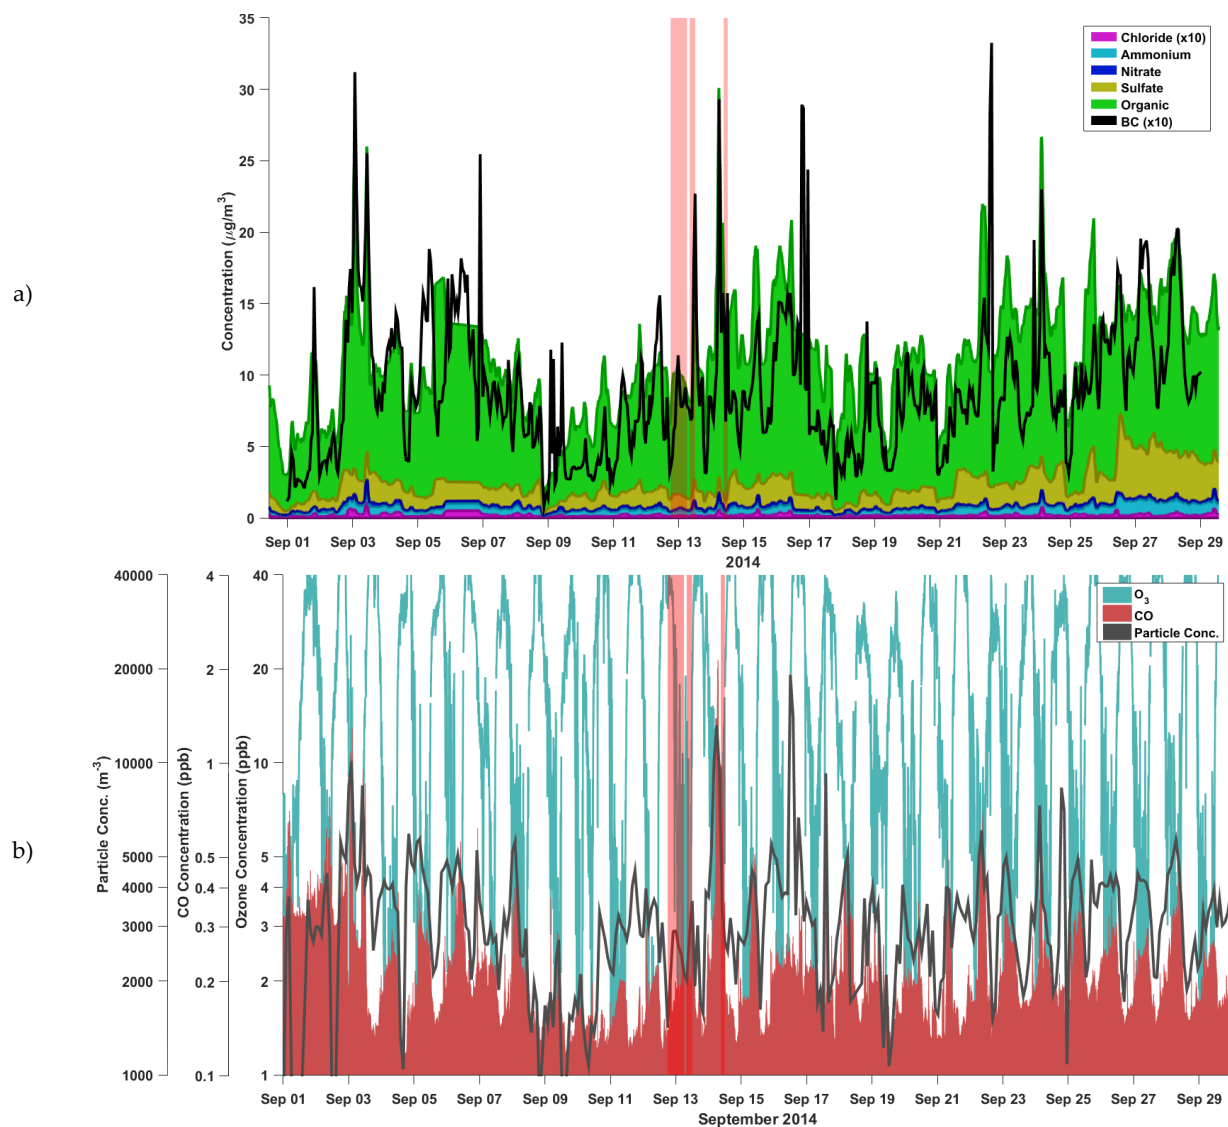 a)
Concentration (μg/m³)
35
30
25
20
15
10
5
0
Chloride (x10)
Ammonium
Nitrate
Sulfate
Organic
BC (x10)
Sep 01 Sep 03 Sep 05 Sep 07 Sep 09 Sep 11 Sep 13 Sep 15 Sep 17 Sep 19 Sep 21 Sep 23 Sep 25 Sep 27 Sep 29
2014
b)
Particle Conc. (m⁻³)
40000
20000
10000
5000
4000
3000
2000
1000
CO Concentration (ppb)
4
2
1
0.5
0.4
0.3
0.2
0.1
Ozone Concentration (ppb)
40
20
10
5
4
3
2
1
O₃
CO
Particle Conc.
Sep 01 Sep 03 Sep 05 Sep 07 Sep 09 Sep 11 Sep 13 Sep 15 Sep 17 Sep 19 Sep 21 Sep 23 Sep 25 Sep 27 Sep 29
September 2014